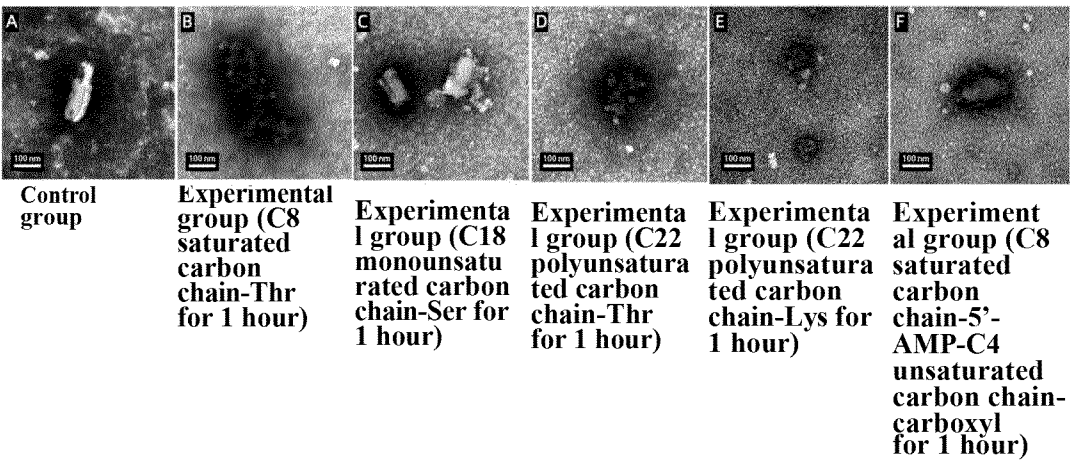 A
B
C
D
E
F
100 nm
100 nm
100 nm
100 nm
100 nm
100 nm
Control
group
Experimental
group (C8
saturated
carbon
chain-Thr
for 1 hour)
Experimenta
l group (C18
monounsatu
rated carbon
chain-Ser for
1 hour)
Experimenta
l group (C22
polyunsatura
ted carbon
chain-Thr
for 1 hour)
Experimenta
l group (C22
polyunsatura
ted carbon
chain-Lys for
1 hour)
Experiment
al group (C8
saturated
carbon
chain-5’-
AMP-C4
unsaturated
carbon chain-
carboxyl
for 1 hour)